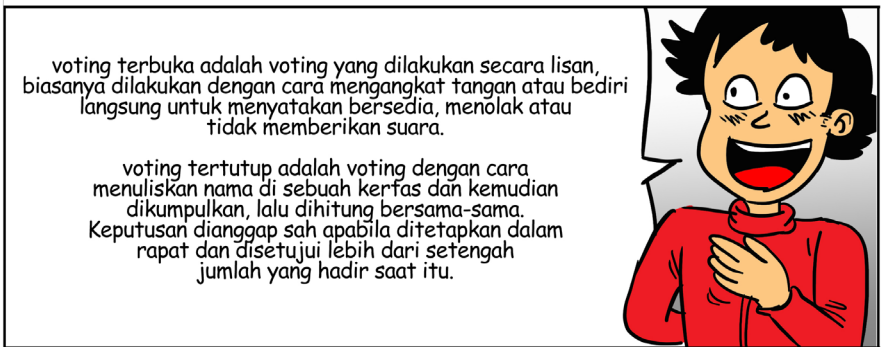 voting terbuka adalah voting yang dilakukan secara lisan,
biasanya dilakukan dengan cara mengangkat tangan atau bediri
langsung untuk menyatakan bersedia, menolak atau
tidak memberikan suara.
voting tertutup adalah voting dengan cara
menuliskan nama di sebuah kertas dan kemudian
dikumpulkan, lalu dihitung bersama-sama.
Keputusan dianggap sah apabila ditetapkan dalam
rapat dan disetujui lebih dari setengah
jumlah yang hadir saat itu.